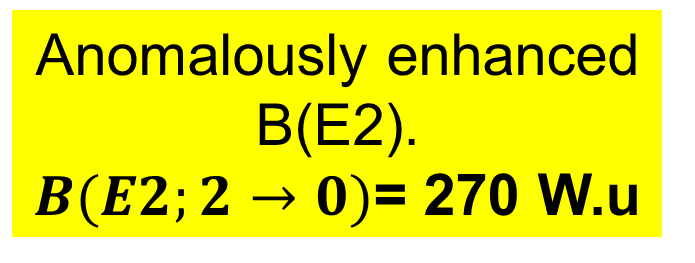 Anomalously enhanced
B(E2).
B(E2; 2 → 0)= 270 W.u